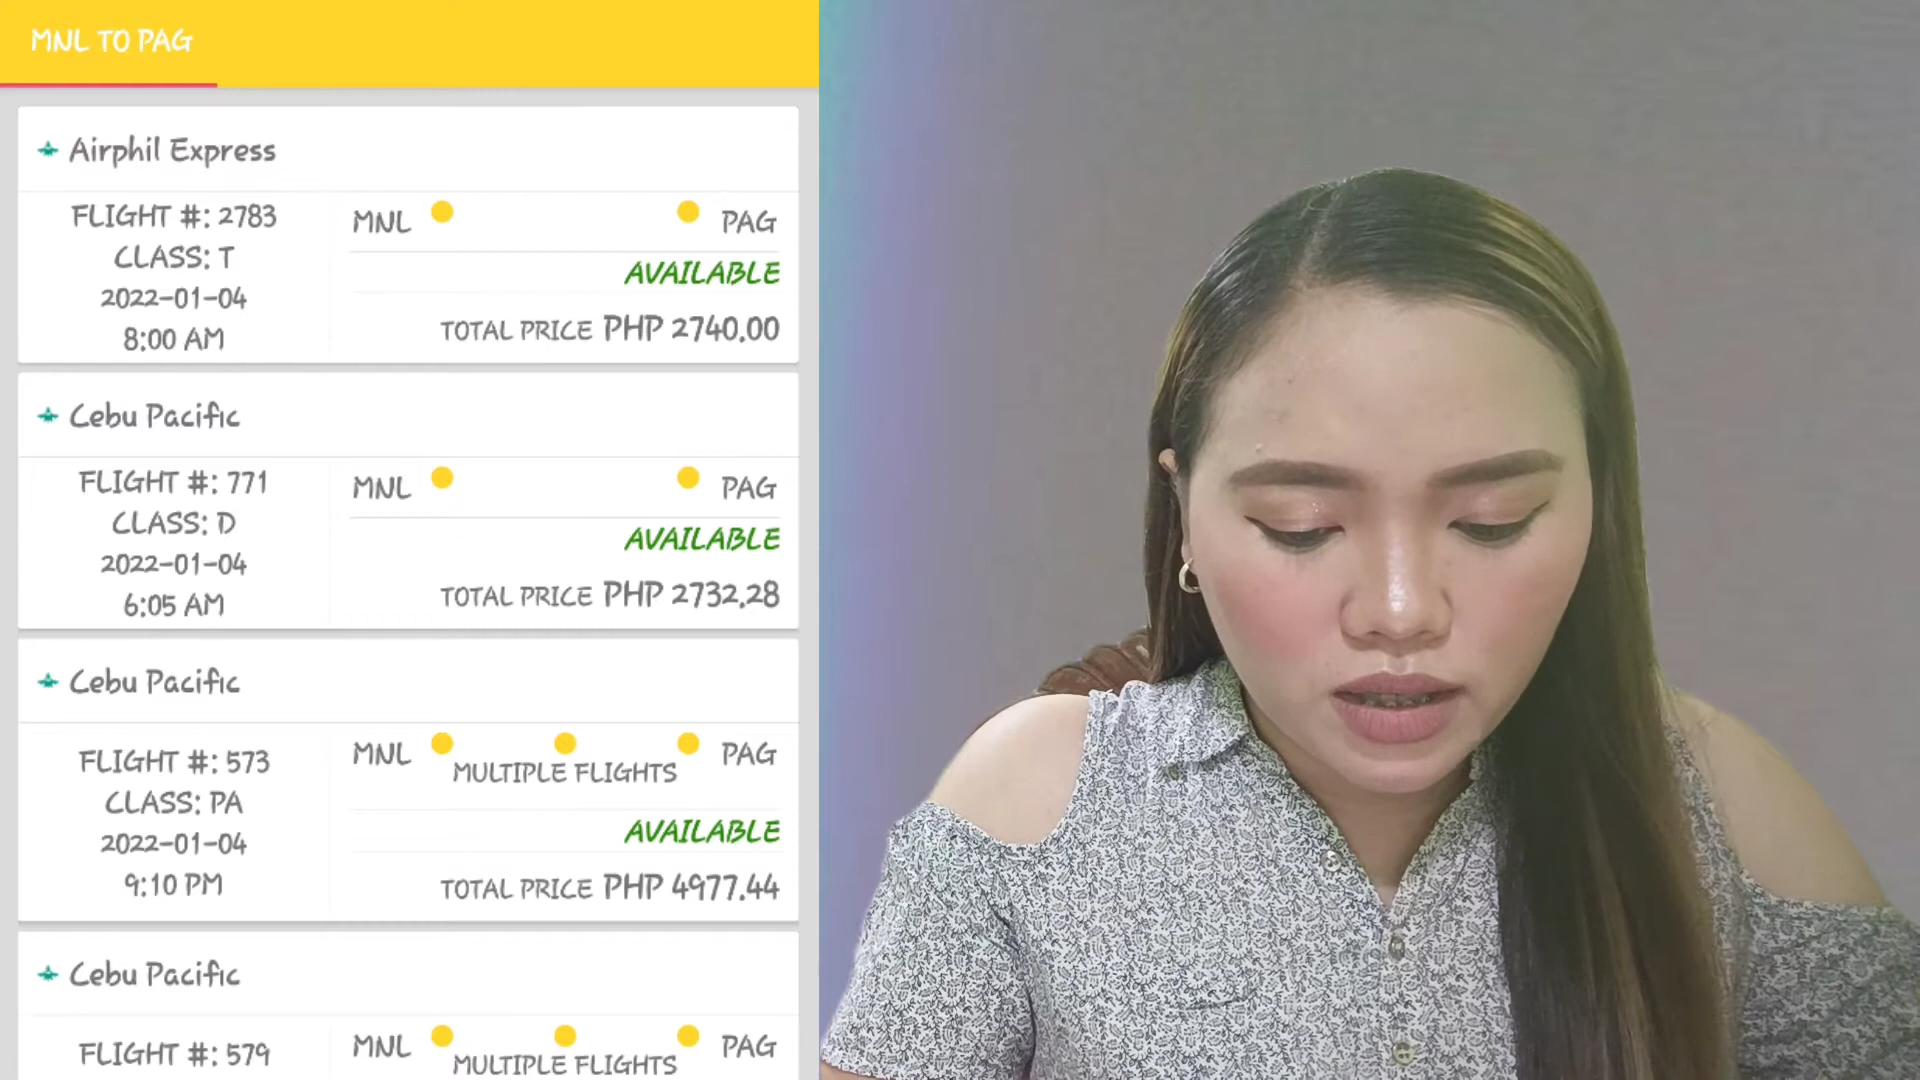 MNL TO PAG
Airphil Express
FLIGHT #: 2783
CLASS: T
2022-01-04
8:00 AM
MNL PAG
AVAILABLE
TOTAL PRICE PHP 2740.00
Cebu Pacific
FLIGHT #: 771
CLASS: D
2022-01-04
6:05 AM
MNL PAG
AVAILABLE
TOTAL PRICE PHP 2732.28
Cebu Pacific
FLIGHT #: 573
CLASS: PA
2022-01-04
9:10 PM
MNL PAG
MULTIPLE FLIGHTS
AVAILABLE
TOTAL PRICE PHP 4977.44
Cebu Pacific
FLIGHT #: 579
MNL PAG
MULTIPLE FLIGHTS